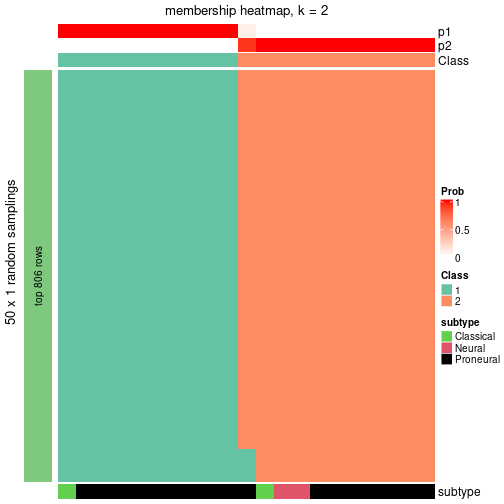 membership heatmap, k = 2
p1
p2
Class
50 x 1 random samplings
top 806 rows
Prob
1
0.5
0
Class
1
2
subtype
Classical
Neural
Proneural
subtype